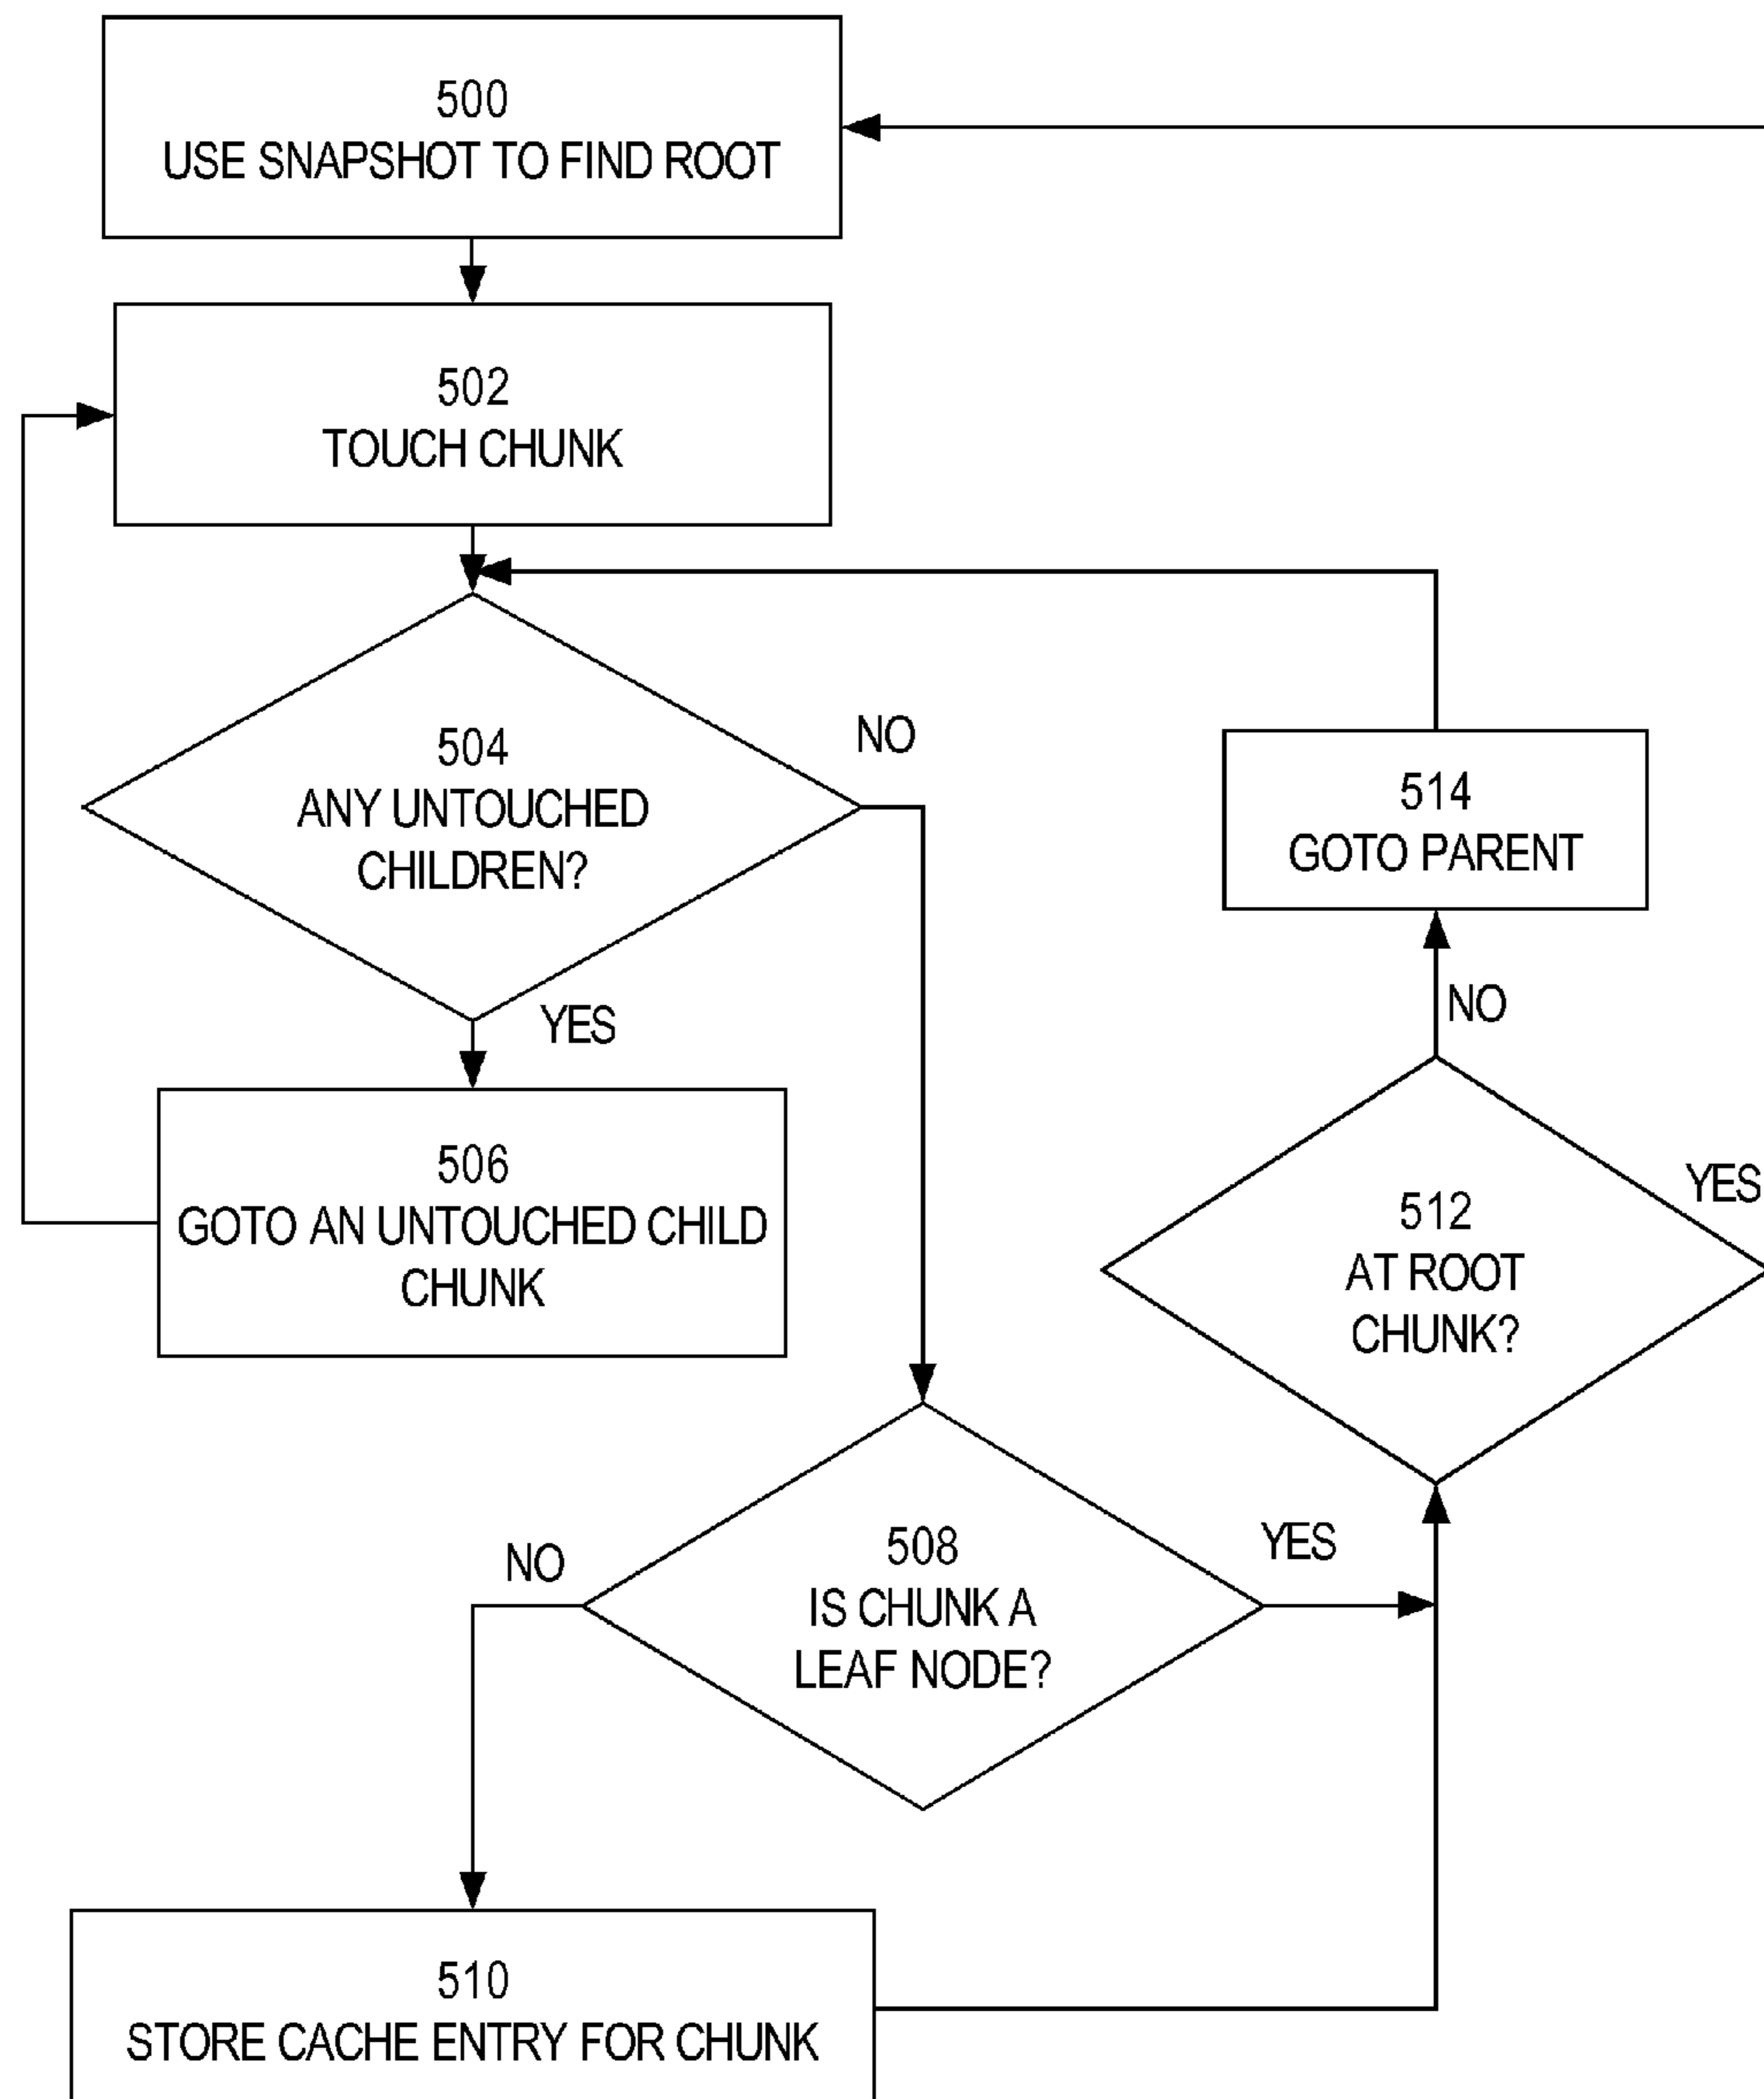 500
USE SNAPSHOT TO FIND ROOT
502
TOUCH CHUNK
504
ANY UNTOUCHED
CHILDREN?
NO
YES
506
GOTO AN UNTOUCHED CHILD
CHUNK
514
GOTO PARENT
NO
512
AT ROOT
CHUNK?
YES
508
IS CHUNK A
LEAF NODE?
NO
YES
510
STORE CACHE ENTRY FOR CHUNK